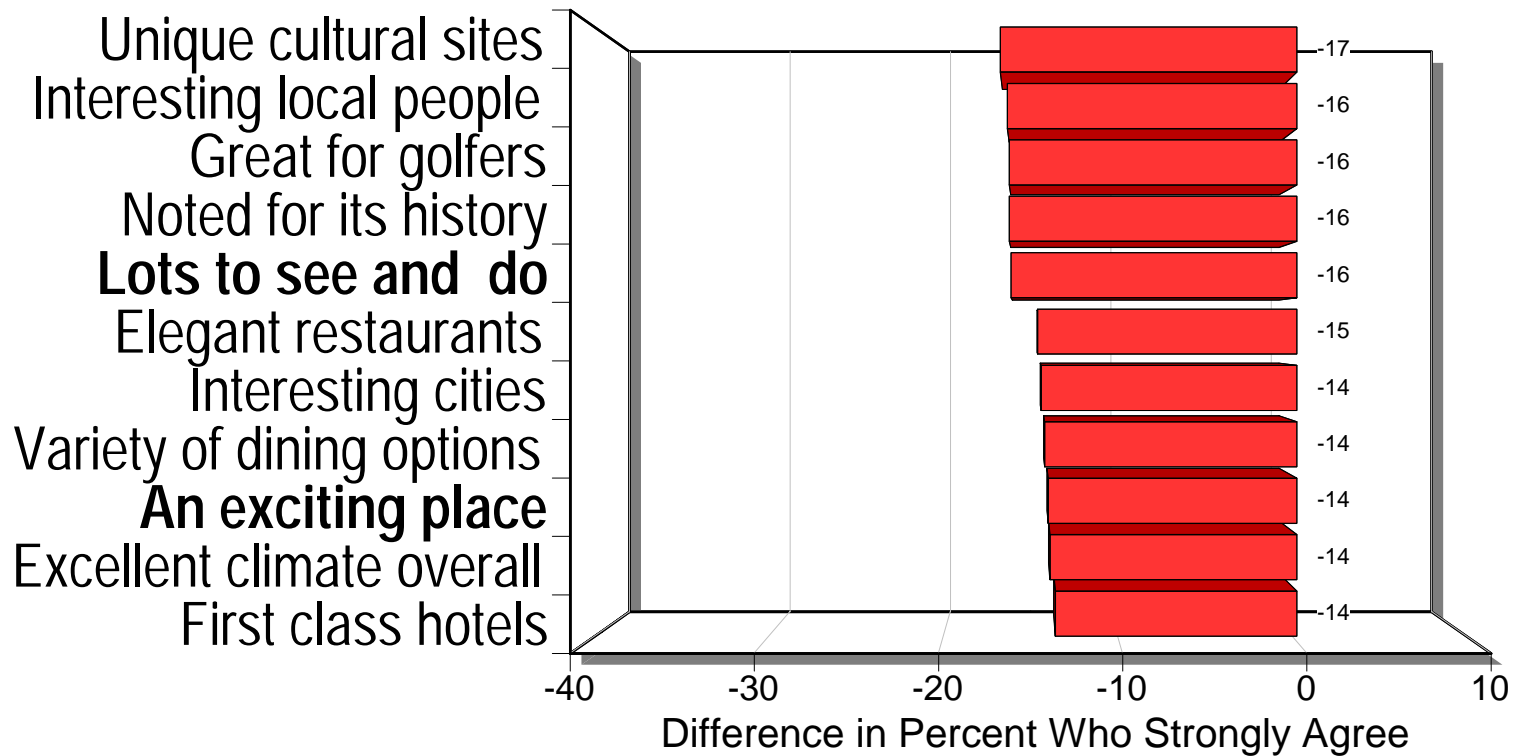 Unique cultural sites -17
Interesting local people -16
Great for golfers -16
Noted for its history -16
Lots to see and  do -16
Elegant restaurants -15
Interesting cities -14
Variety of dining options -14
An exciting place -14
Excellent climate overall -14
First class hotels -14
-40 -30 -20 -10 0 10
Difference in Percent Who Strongly Agree